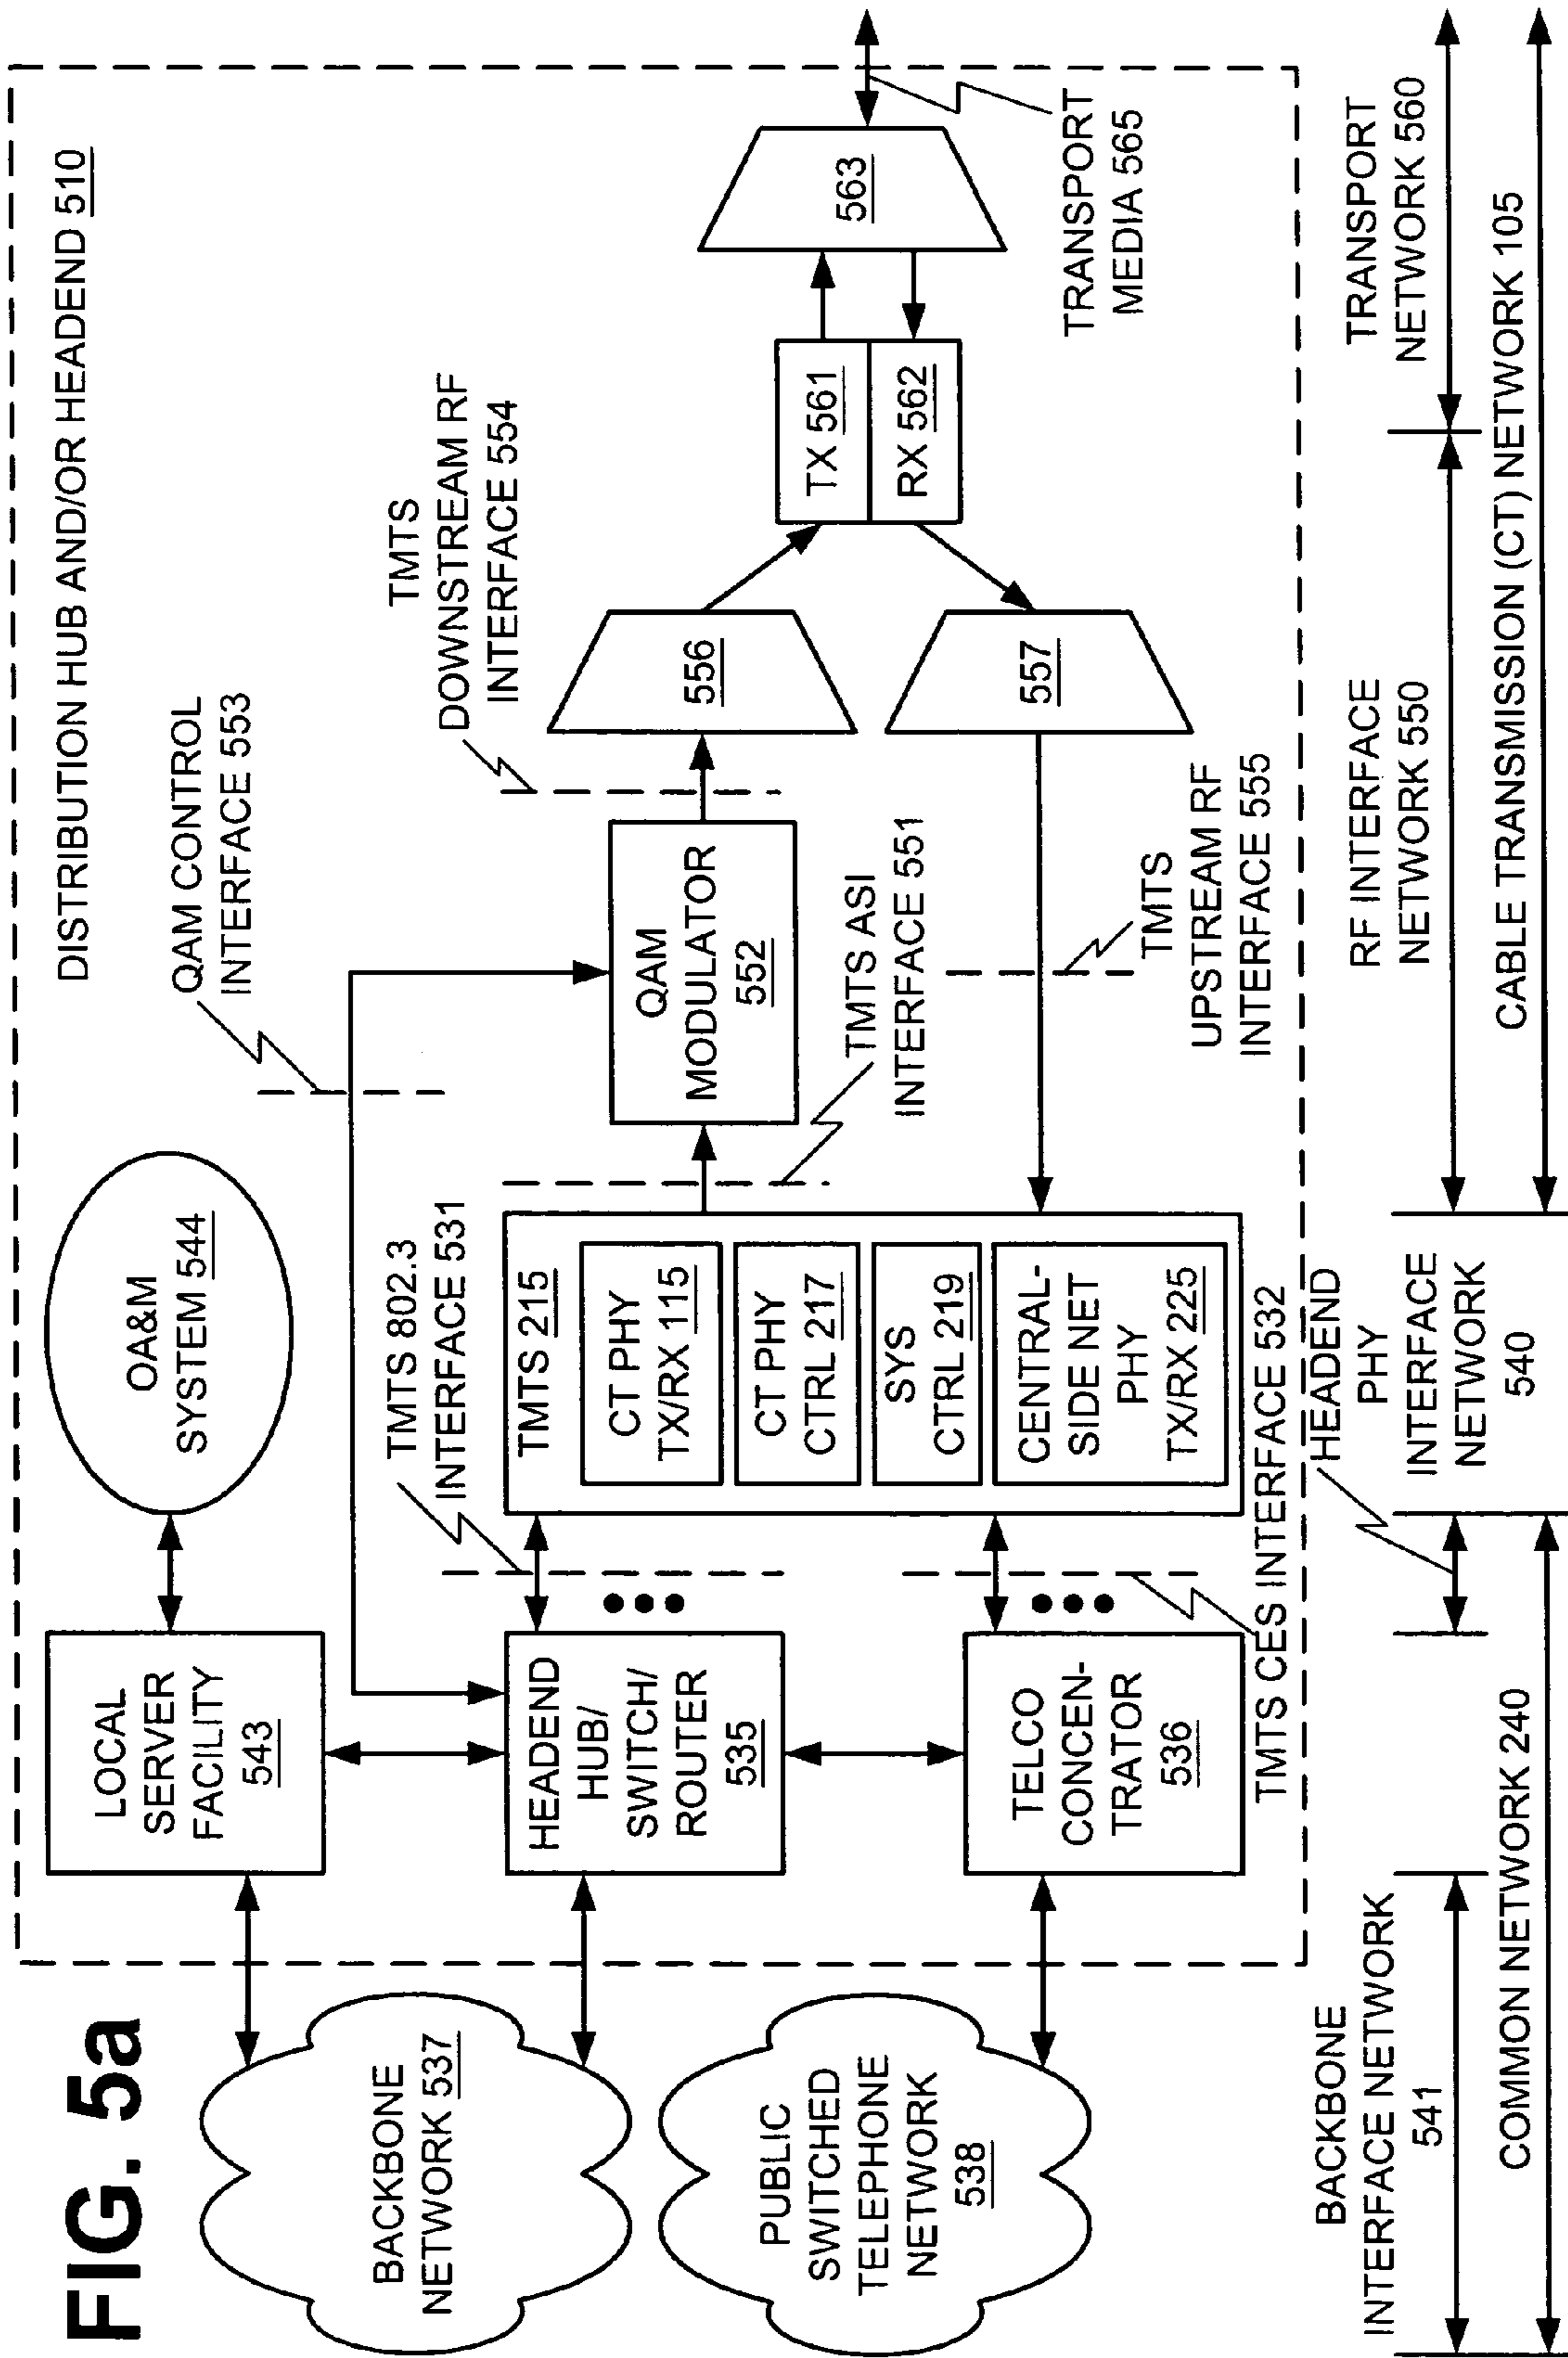 FIG. 5a
DISTRIBUTION HUB AND/OR HEADEND 510
BACKBONE
NETWORK 537
PUBLIC
SWITCHED
TELEPHONE
NETWORK
538
LOCAL
SERVER
FACILITY
543
OA&M
SYSTEM 544
HEADEND
HUB/
SWITCH/
ROUTER
535
TELCO
CONCEN-
TRATOR
536
TMTS 802.3
INTERFACE 531
TMTS 215
CT PHY
TX/RX 115
CT PHY
CTRL 217
SYS
CTRL 219
CENTRAL-
SIDE NET
PHY
TX/RX 225
TMTS CES INTERFACE 532
QAM CONTROL
INTERFACE 553
QAM
MODULATOR
552
TMTS ASI
INTERFACE 551
TMTS
DOWNSTREAM RF
INTERFACE 554
TMTS
UPSTREAM RF
INTERFACE 555
556
557
TX 561
RX 562
563
TRANSPORT
MEDIA 565
BACKBONE
INTERFACE NETWORK
541
HEADEND
PHY
INTERFACE
NETWORK
540
RF INTERFACE
NETWORK 550
TRANSPORT
NETWORK 560
COMMON NETWORK 240
CABLE TRANSMISSION (CT) NETWORK 105